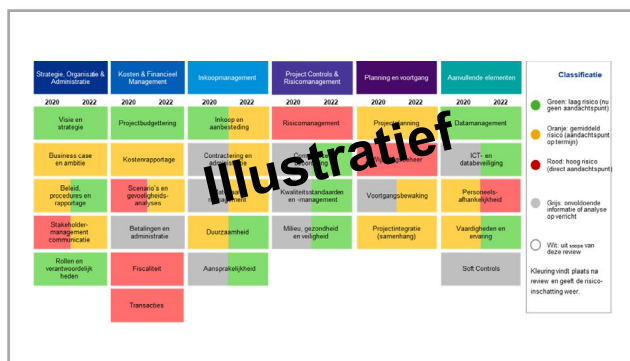 Strategie, Organisatie &
Administratie
Kosten & Financieel
Management
Inkoopmanagement
Project Controls &
Risicomanagement
Planning en voortgang
Aanvullende elementen
2020 2022
2020 2022
2020 2022
2020 2022
2020 2022
2020 2022
Visie en
strategie
Projectbudgettering
Inkoop en
aanbesteding
Risicomanagement
Projectplanning
Datamanagement
Business case
en ambitie
Kostenrapportage
Contractering en
administratie
ICT- en
databeveiliging
Beleid,
procedures en
rapportage
Scenario's en
gevoeligheids-
analyses
Kwaliteitsstandaarden
en -management
Voortgangsbewaking
Personeels-
afhankelijkheid
Stakeholder-
management
communicatie
Betalingen en
administratie
Duurzaamheid
Milieu, gezondheid
en veiligheid
Projectintegratie
(samenhang)
Vaardigheden en
ervaring
Rollen en
verantwoordelijk
heden
Fiscaliteit
Aansprakelijkheid
Soft Controls
Transacties
Illustratief
Classificatie
Groen: laag risico (nu
geen aandachtspunt)
Oranje: gemiddeld
risico (aandachtspunt
op termijn)
Rood: hoog risico
(direct aandachtspunt)
Grijs: onvoldoende
informatie of analyse
verricht
Wit: uit scope van
deze review
Kleuring vindt plaats na
review en geeft de risico-
inschatting weer.